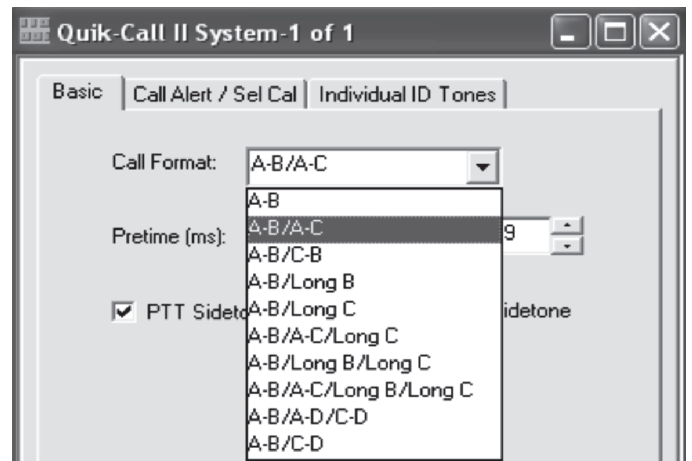 Quik-Call II System-1 of 1
Basic Call Alert / Sel Cal Individual ID Tones
Call Format: A-B/A-C
A-B
Pretime (ms): A-B/A-C 9
A-B/C-B
A-B/Long B
PTT Sideto A-B/Long C idetone
A-B/A-C/Long C
A-B/Long B/Long C
A-B/A-C/Long B/Long C
A-B/A-D/C-D
A-B/C-D